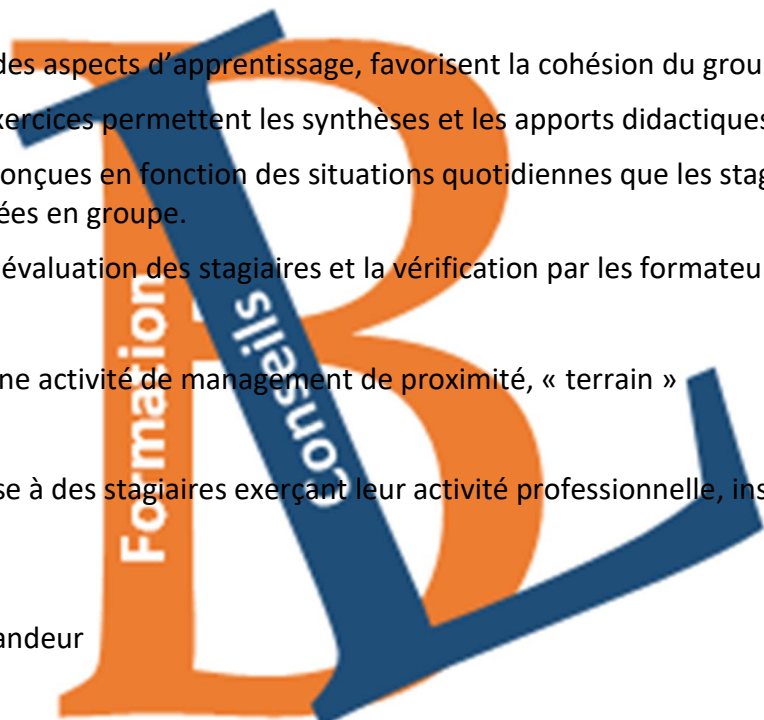 des aspects d’apprentissage, favorisent la cohésion du grou
xercices permettent les synthèses et les apports didactiques
onçues en fonction des situations quotidiennes que les stag
ées en groupe.
évaluation des stagiaires et la vérification par les formateu
ne activité de management de proximité, « terrain »
se à des stagiaires exerçant leur activité professionnelle, ins
andeur
Formation
Conseils
BL